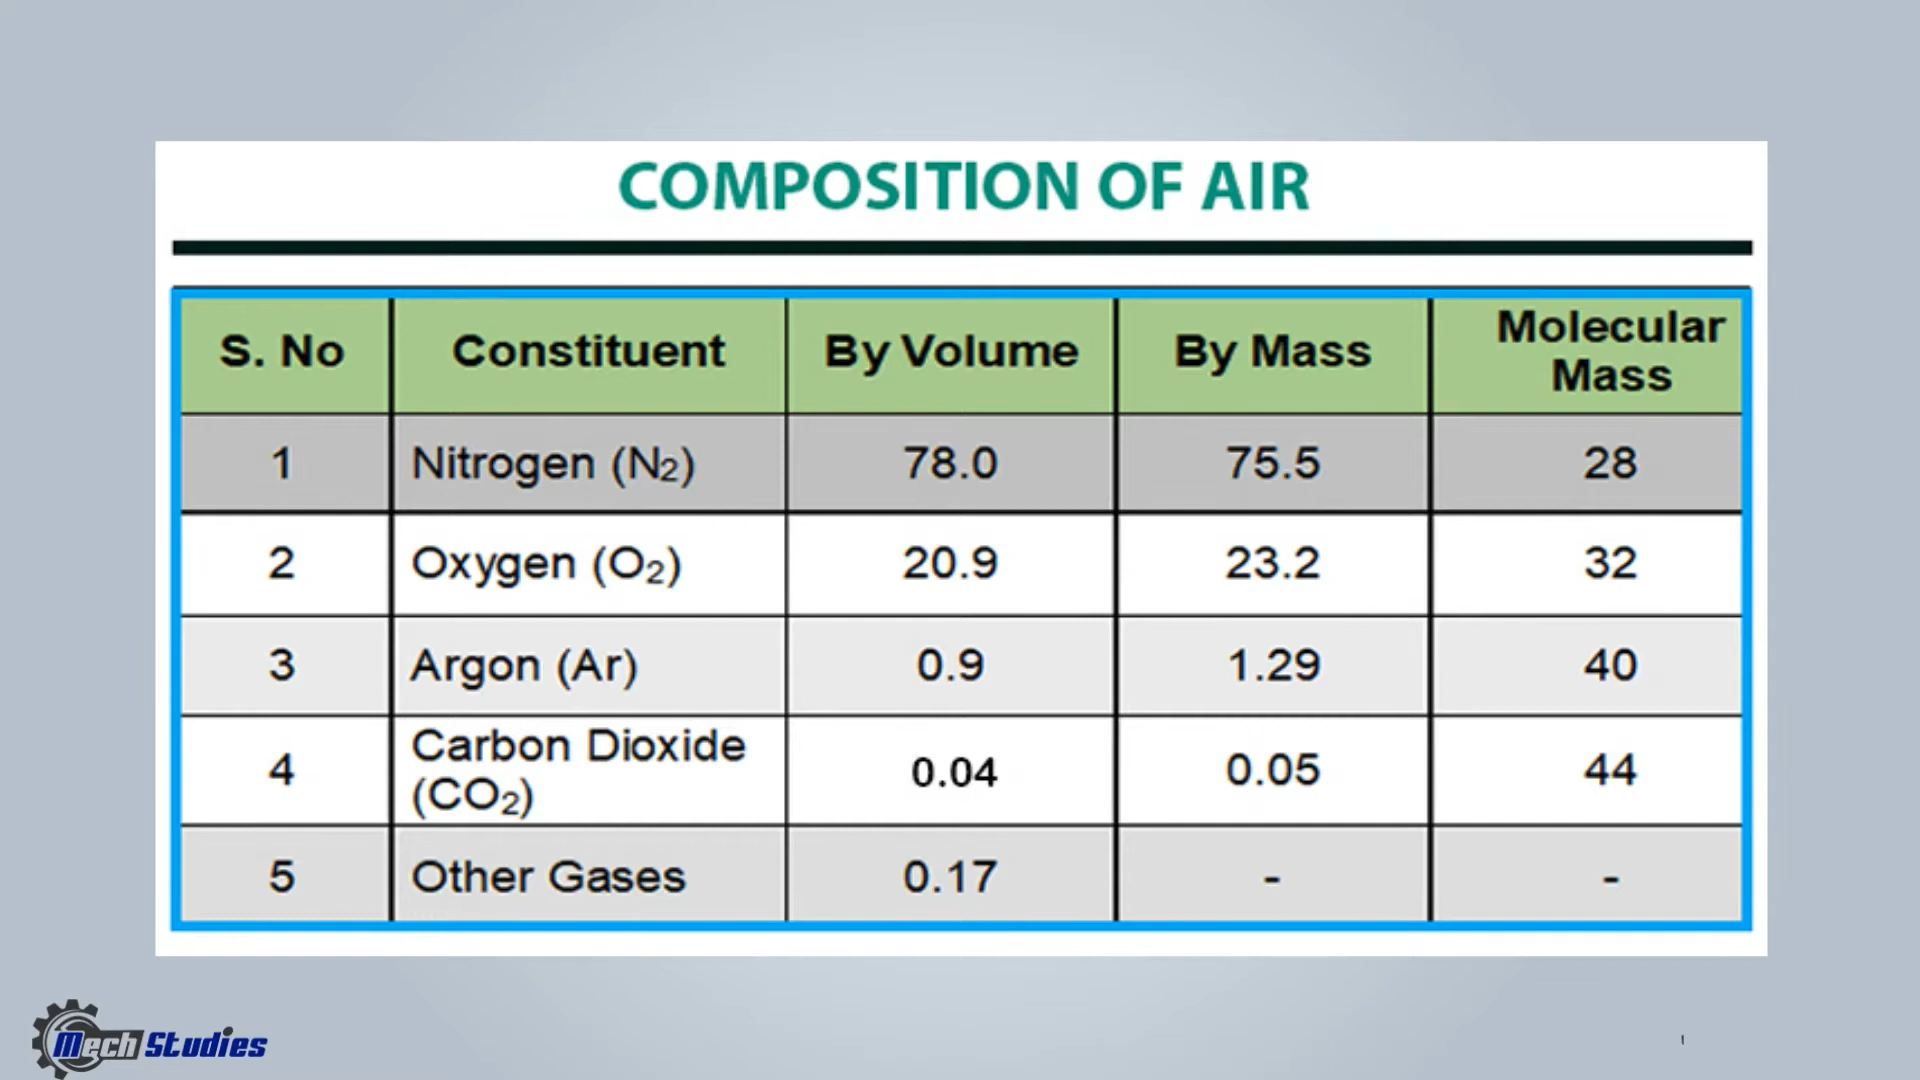 COMPOSITION OF AIR
S. No Constituent By Volume By Mass Molecular Mass
1 Nitrogen (N₂) 78.0 75.5 28
2 Oxygen (O₂) 20.9 23.2 32
3 Argon (Ar) 0.9 1.29 40
4 Carbon Dioxide (CO₂) 0.04 0.05 44
5 Other Gases 0.17 - -
Mech Studies